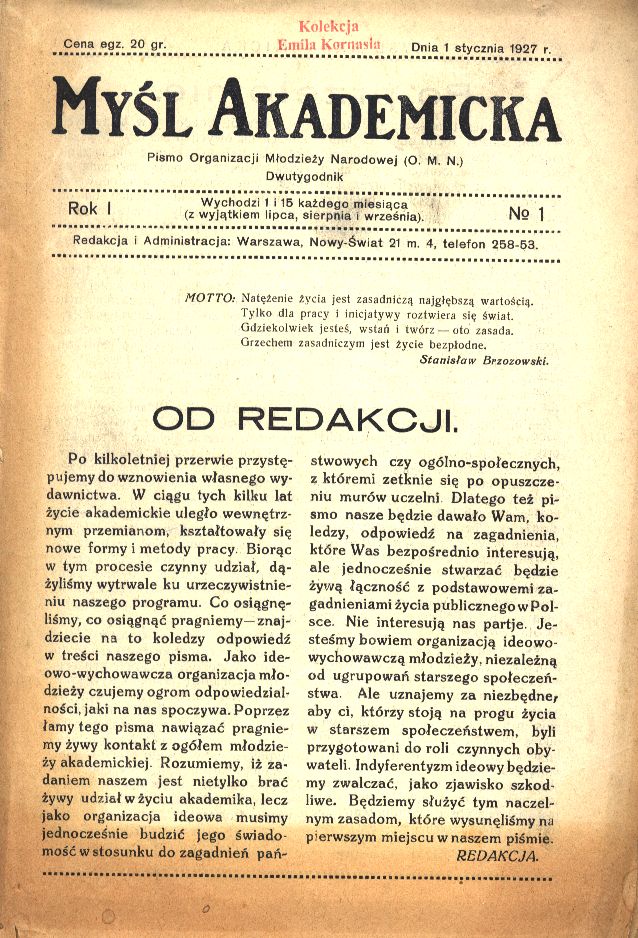 Kolekcja
Emila Kornasia
Cena egz. 20 gr.
Dnia 1 stycznia 1927 r.
MYŚL AKADEMICKA
Pismo Organizacji Młodzieży Narodowej (O. M. N.)
Dwutygodnik
Rok I
Wychodzi 1 i 15 każdego miesiąca
(z wyjątkiem lipca, sierpnia i września).
№ 1
Redakcja i Administracja: Warszawa, Nowy-Świat 21 m. 4, telefon 258-53.
MOTTO: Natężenie życia jest zasadniczą najgłębszą wartością.
Tylko dla pracy i inicjatywy roztwiera się świat.
Gdziekolwiek jesteś, wstań i twórz — oto zasada.
Grzechem zasadniczym jest życie bezpłodne.
Stanisław Brzozowski.
OD REDAKCJI.
Po kilkoletniej przerwie przystę-
pujemy do wznowienia własnego wy-
dawnictwa. W ciągu tych kilku lat
życie akademickie uległo wewnętrz-
nym przemianom, kształtowały się
nowe formy i metody pracy. Biorąc
w tym procesie czynny udział, dą-
żyliśmy wytrwale ku urzeczywistnie-
niu naszego programu. Co osiągnę-
liśmy, co osiągnąć pragniemy—znaj-
dziecie na to koledzy odpowiedź
w treści naszego pisma. Jako ide-
owo-wychowawcza organizacja mło-
dzieży czujemy ogrom odpowiedzial-
ności, jaki na nas spoczywa. Poprzez
łamy tego pisma nawiązać pragnie-
my żywy kontakt z ogółem młodzie-
ży akademickiej. Rozumiemy, iż za-
daniem naszem jest nietylko brać
żywy udział w życiu akademika, lecz
jako organizacja ideowa musimy
jednocześnie budzić jego świado-
mość w stosunku do zagadnień pań-
stwowych czy ogólno-społecznych,
z któremi zetknie się po opuszcze-
niu murów uczelni. Dlatego też pi-
smo nasze będzie dawało Wam, ko-
ledzy, odpowiedź na zagadnienia,
które Was bezpośrednio interesują,
ale jednocześnie stwarzać będzie
żywą łączność z podstawowemi za-
gadnieniami życia publicznego w Pol-
sce. Nie interesują nas partje. Je-
steśmy bowiem organizacją ideowo-
wychowawczą młodzieży, niezależną
od ugrupowań starszego społeczeń-
stwa. Ale uznajemy za niezbędne,
aby ci, którzy stoją na progu życia
w starszem społeczeństwem, byli
przygotowani do roli czynnych oby-
wateli. Indyferentyzm ideowy będzie-
my zwalczać, jako zjawisko szkod-
liwe. Będziemy służyć tym naczel-
nym zasadom, które wysunęliśmy na
pierwszym miejscu w naszem piśmie.
REDAKCJA.